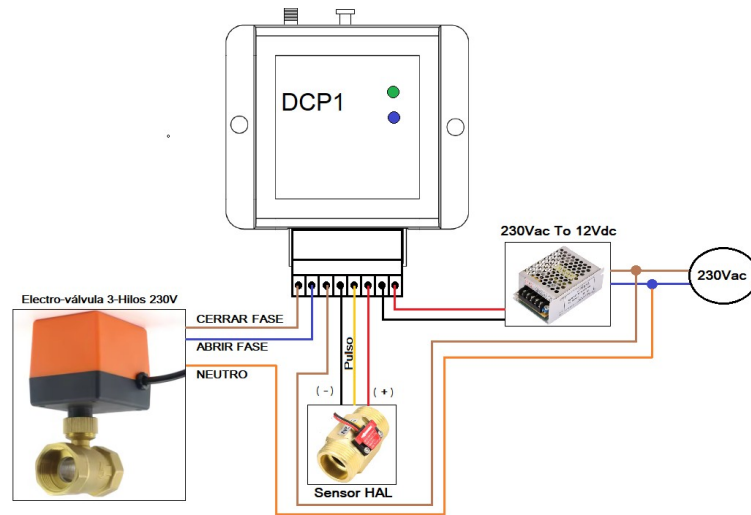 DCP1
230Vac To 12Vdc
230Vac
Electro-válvula 3-Hilos 230V
CERRAR FASE
ABRIR FASE
NEUTRO
Pulso
(-)
(+)
Sensor HAL